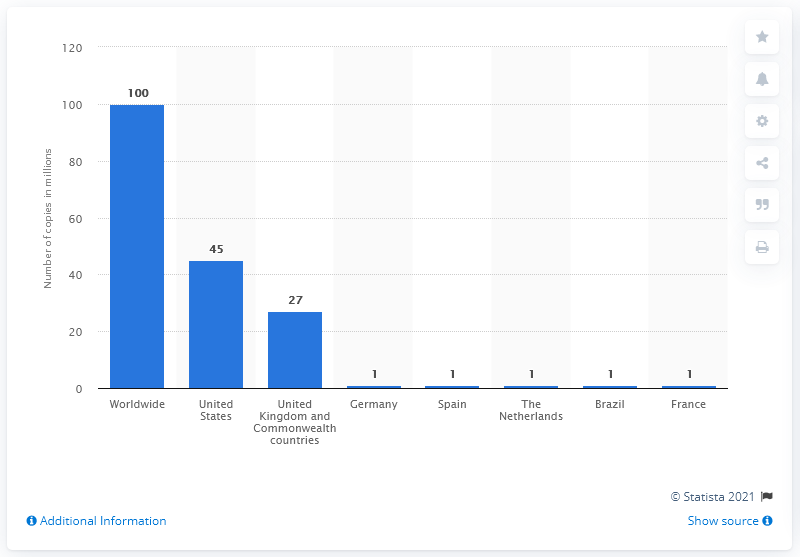 Number of copies in millions
120
100
80
60
40
20
0
100
45
27
1
1
1
1
1
Worldwide
United
States
United
Kingdom and
Commonwealth
countries
Germany
Spain
The
Netherlands
Brazil
France
© Statista 2021
Additional Information
Show source